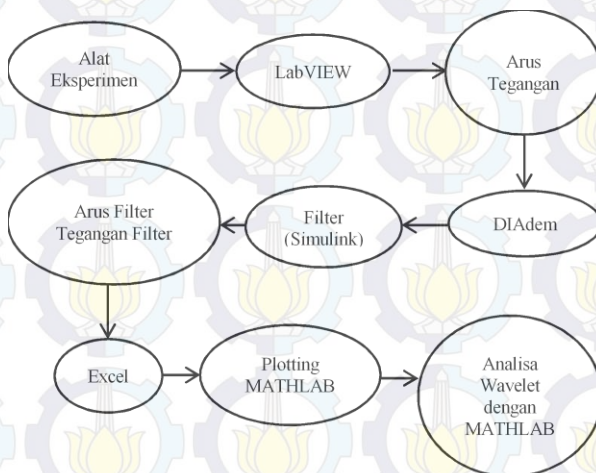 Alat
Eksperimen
LabVIEW
Arus
Tegangan
DIAdem
Filter
(Simulink)
Arus Filter
Tegangan Filter
Excel
Plotting
MATHLAB
Analisa
Wavelet
dengan
MATHLAB